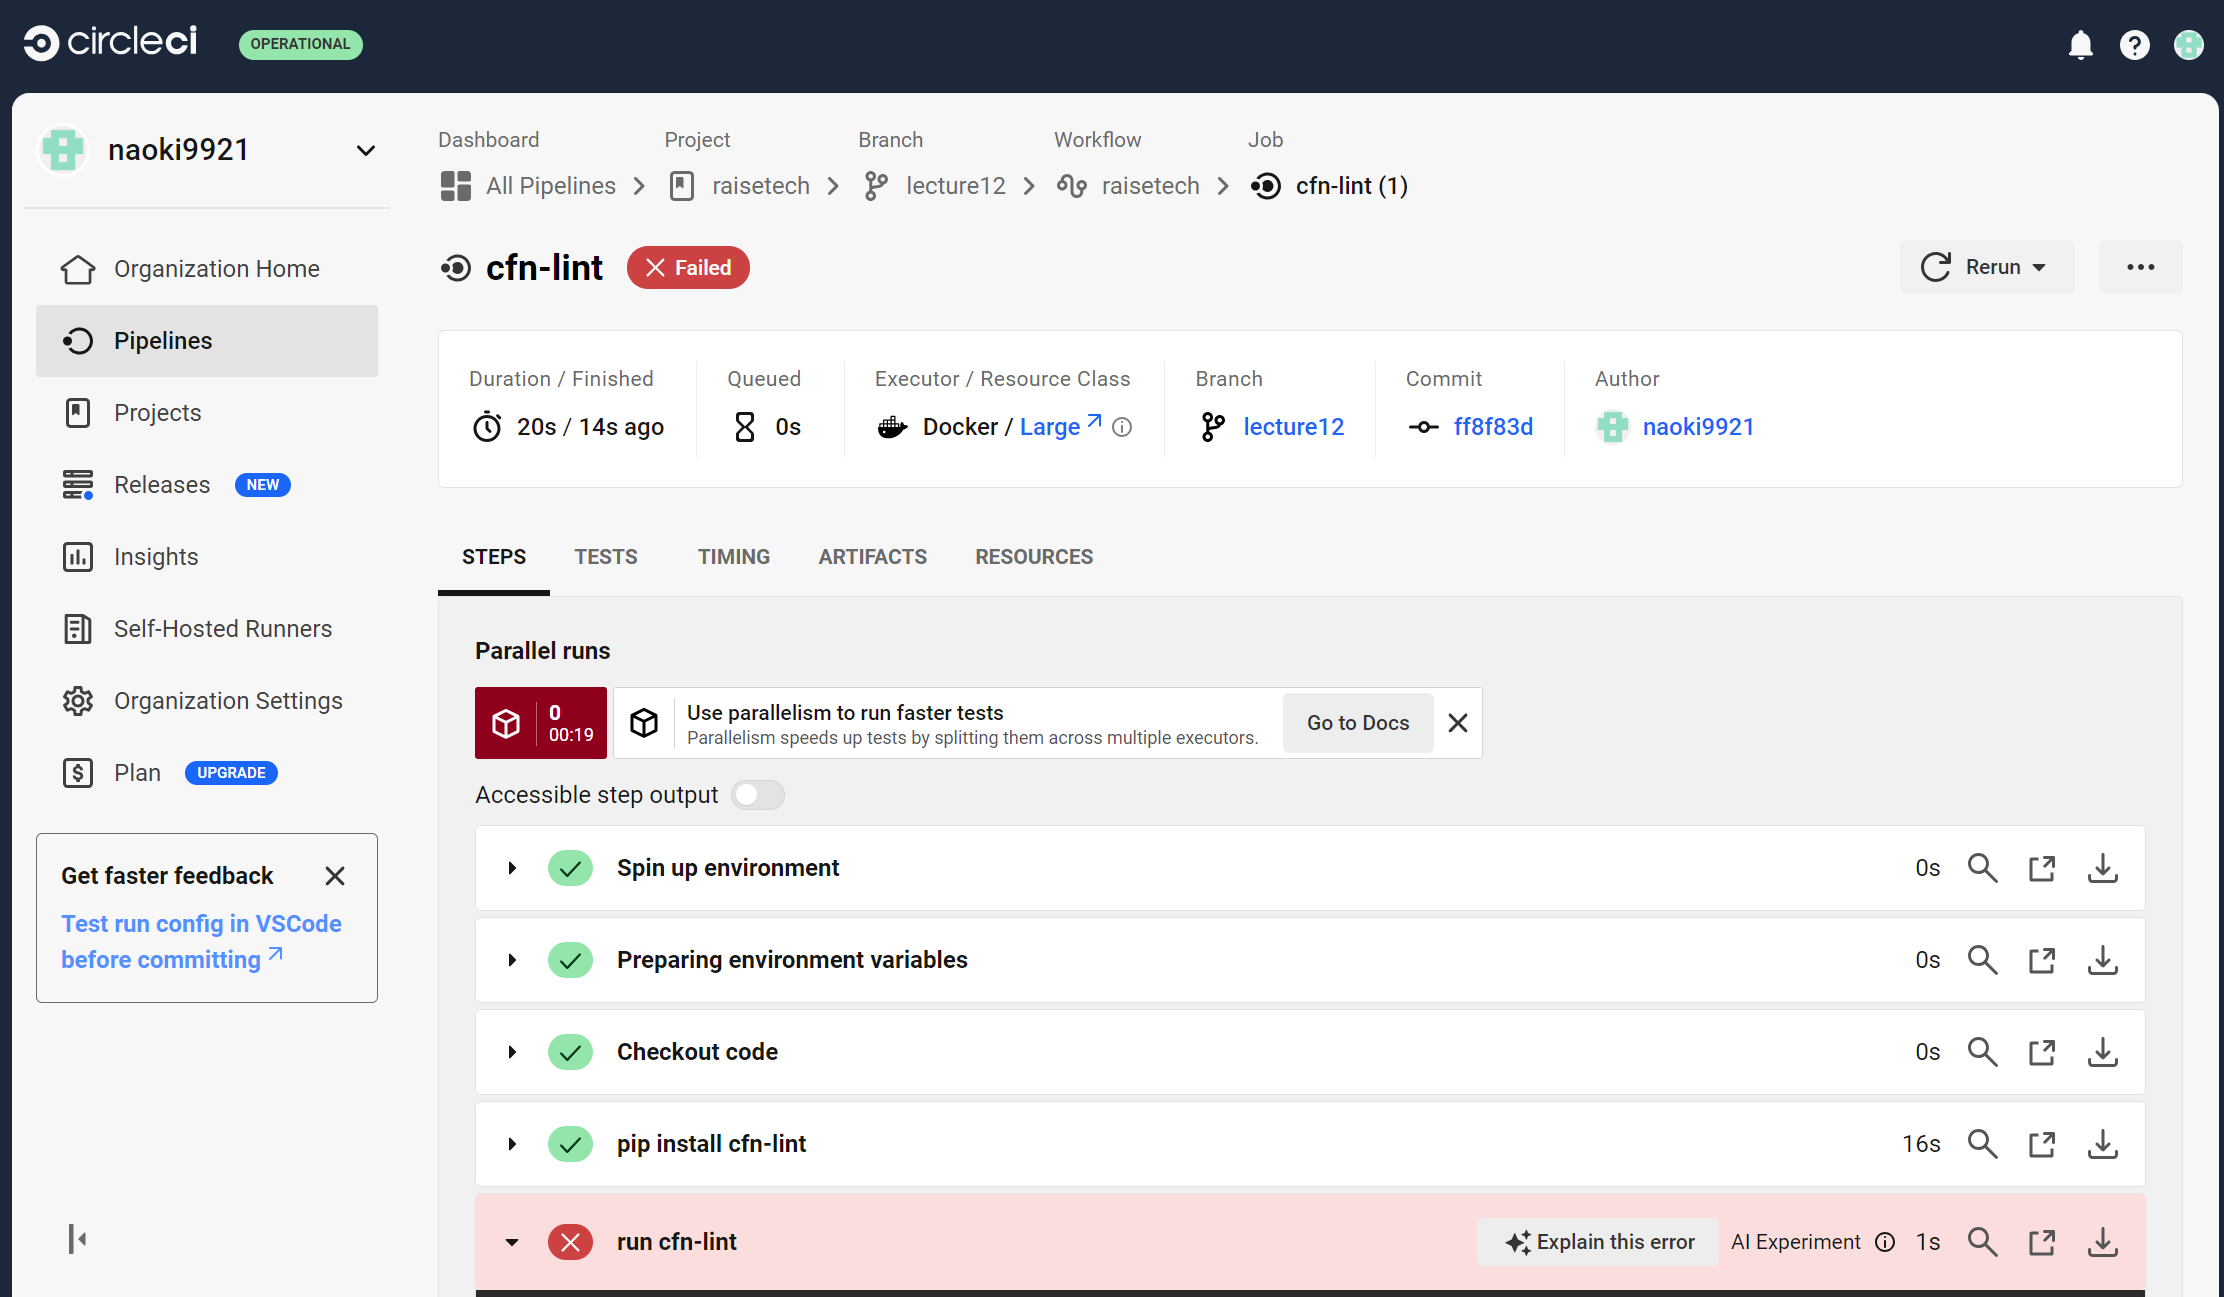 circleci
OPERATIONAL
naoki9921
Organization Home
Pipelines
Projects
Releases NEW
Insights
Self-Hosted Runners
Organization Settings
Plan UPGRADE
Get faster feedback
Test run config in VSCode
before committing
Dashboard Project Branch Workflow Job
All Pipelines raisetech lecture12 raisetech cfn-lint (1)
cfn-lint Failed
Rerun
Duration / Finished Queued Executor / Resource Class Branch Commit Author
20s / 14s ago 0s Docker / Large lecture12 ff8f83d naoki9921
STEPS TESTS TIMING ARTIFACTS RESOURCES
Parallel runs
0
00:19
Use parallelism to run faster tests
Parallelism speeds up tests by splitting them across multiple executors.
Go to Docs
Accessible step output
Spin up environment 0s
Preparing environment variables 0s
Checkout code 0s
pip install cfn-lint 16s
run cfn-lint Explain this error AI Experiment 1s